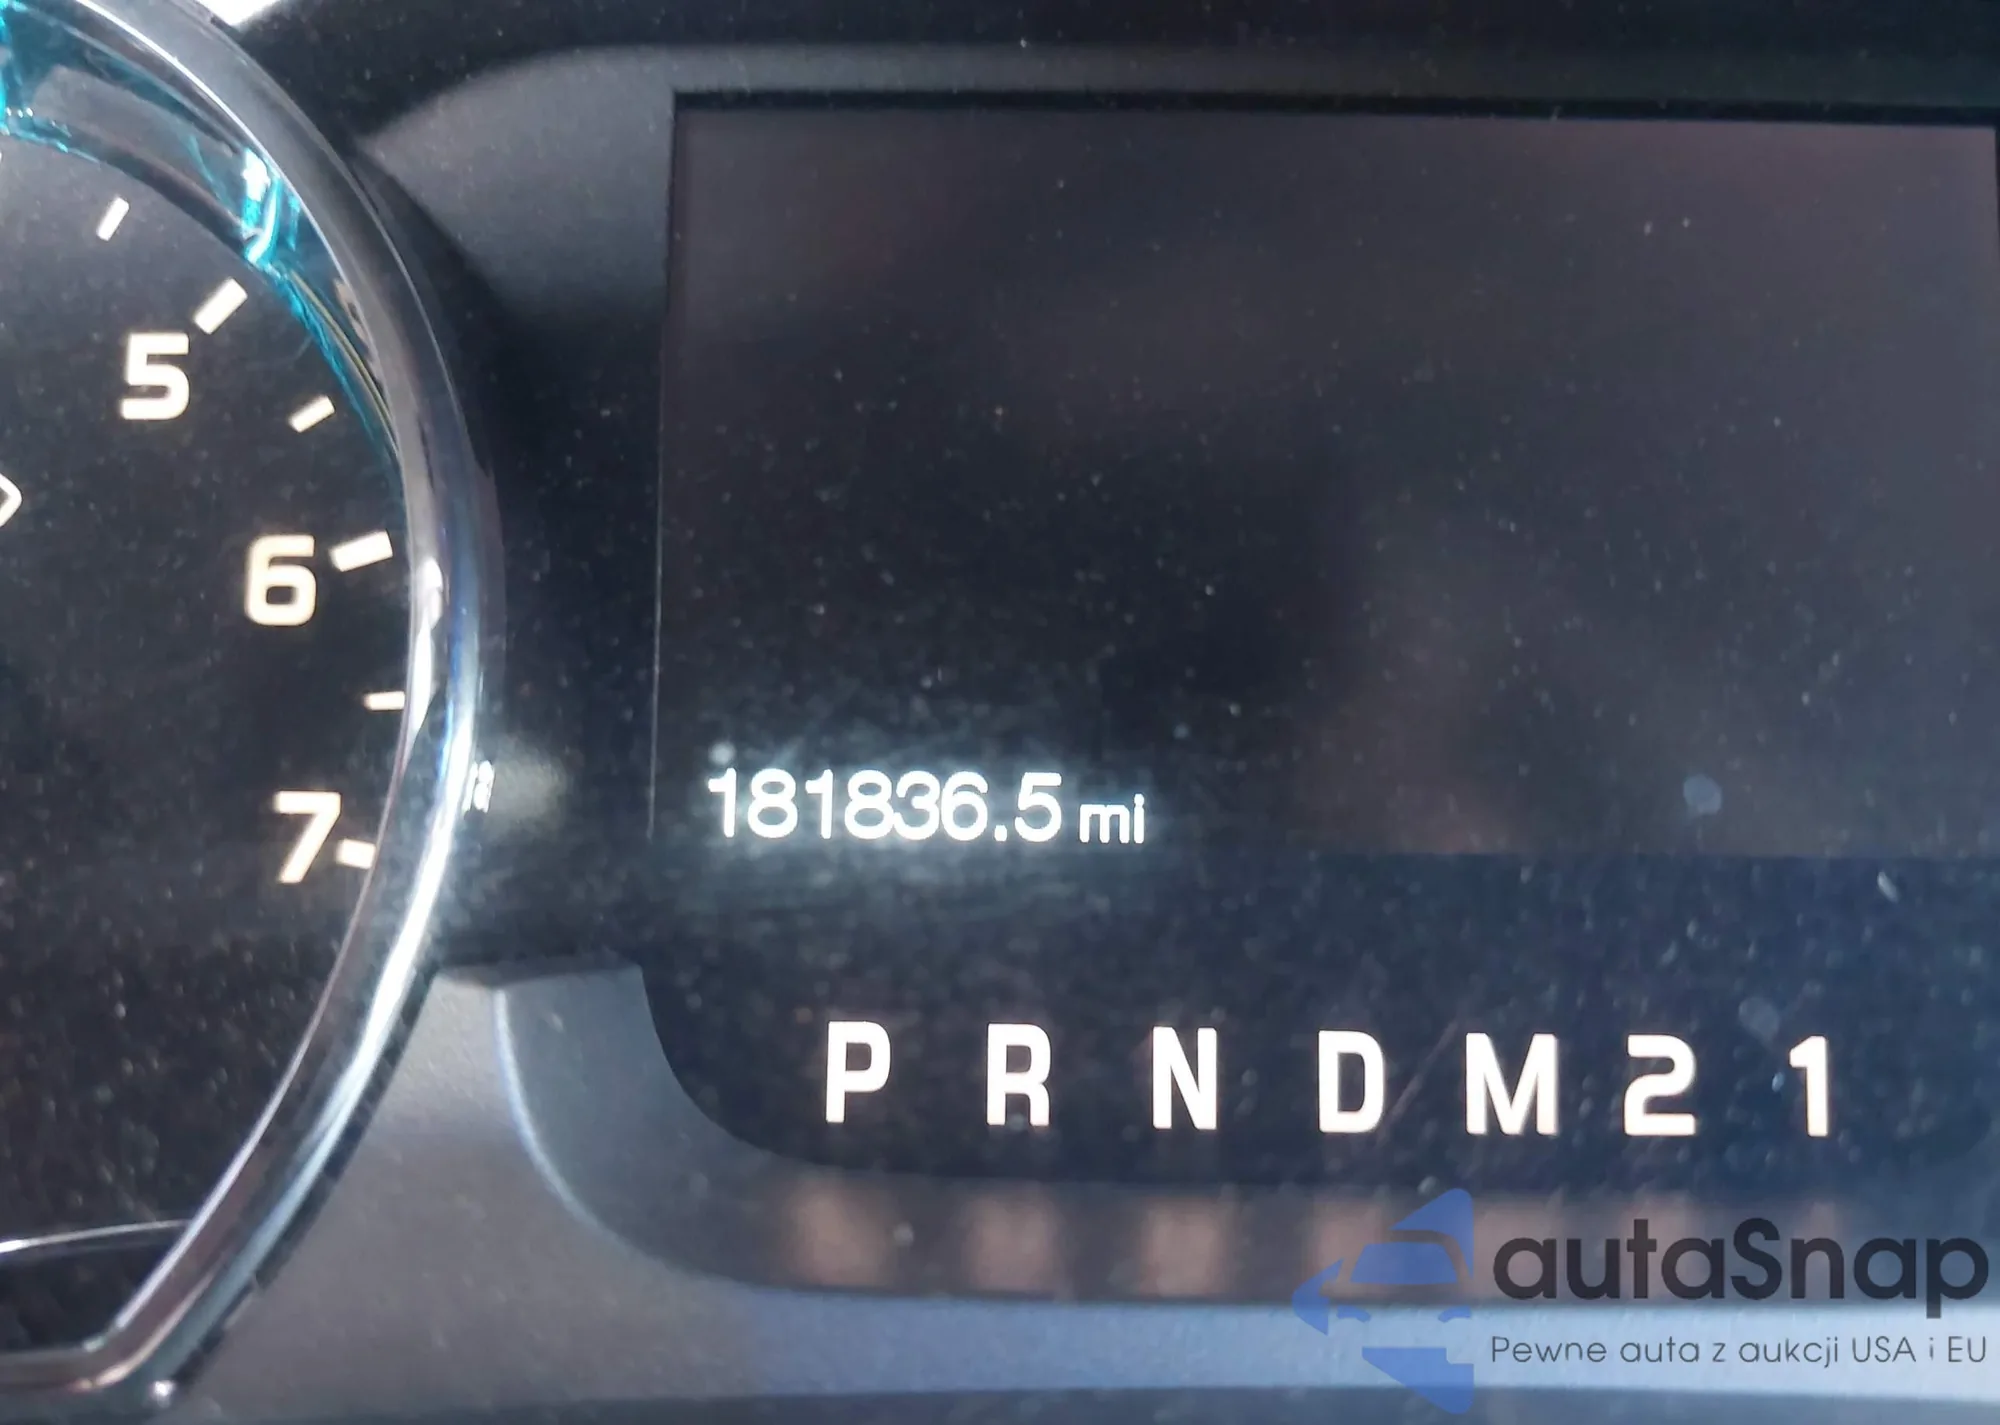 5
6
7
181836.5 mi
P R N D M 2 1
autaSnap
Pewne auta z aukcji USA i EU